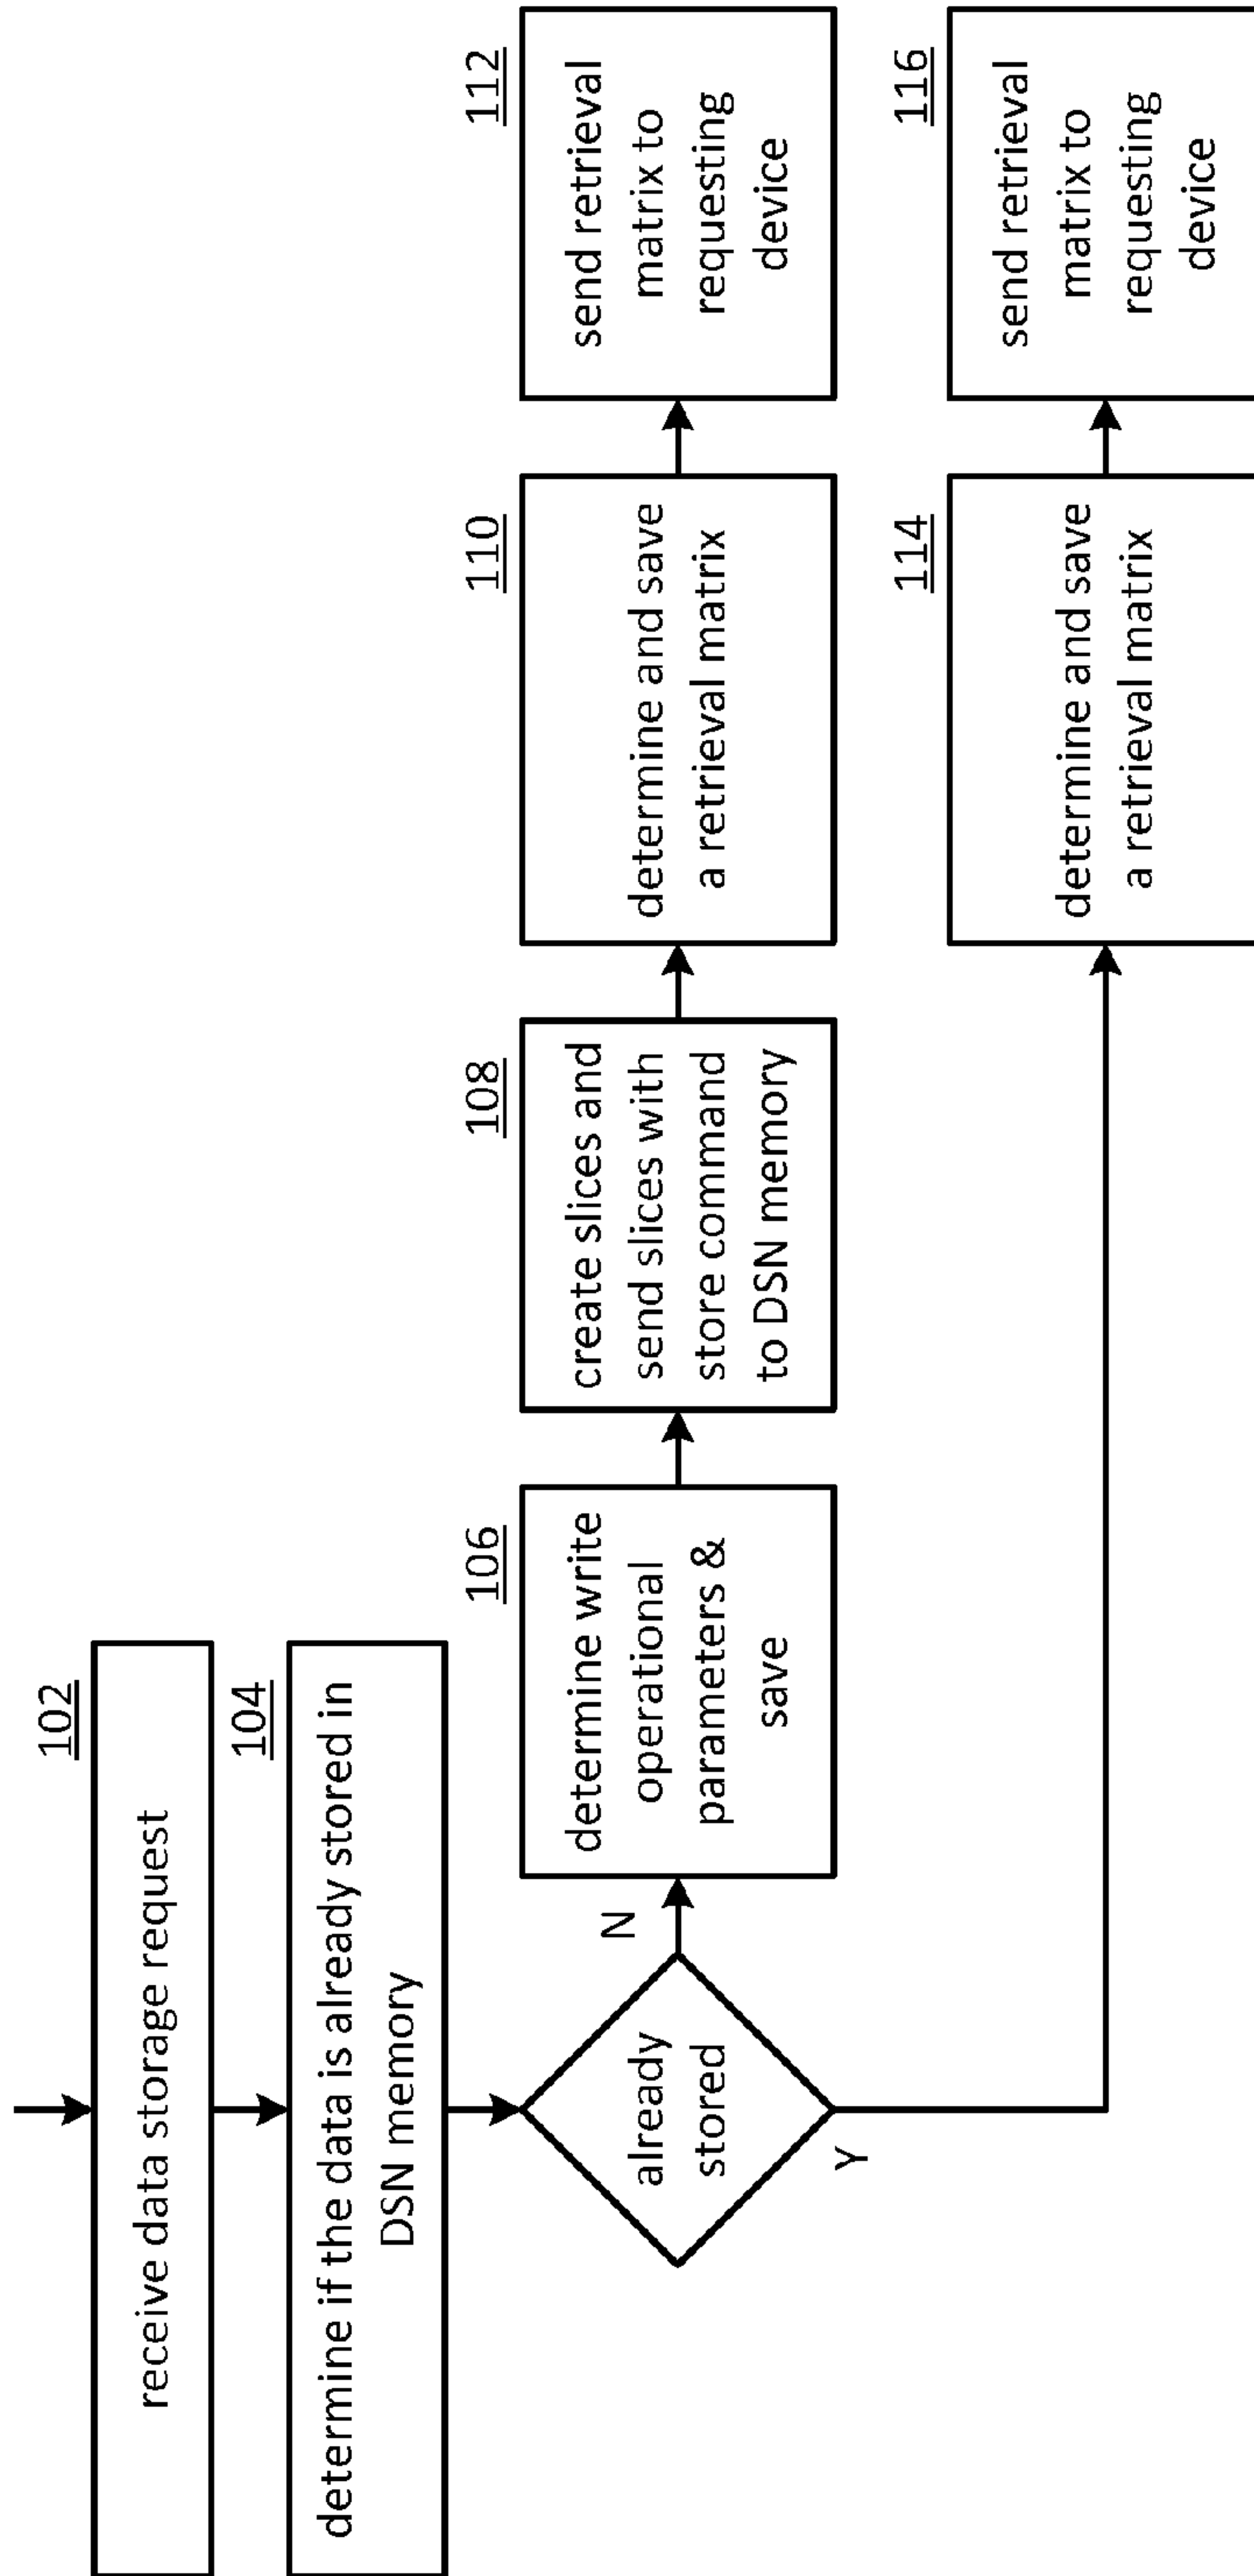 102
receive data storage request
104
determine if the data is already stored in
DSN memory
already
stored
N
Y
106
determine write
operational
parameters &
save
108
create slices and
send slices with
store command
to DSN memory
110
determine and save
a retrieval matrix
112
send retrieval
matrix to
requesting
device
114
determine and save
a retrieval matrix
116
send retrieval
matrix to
requesting
device